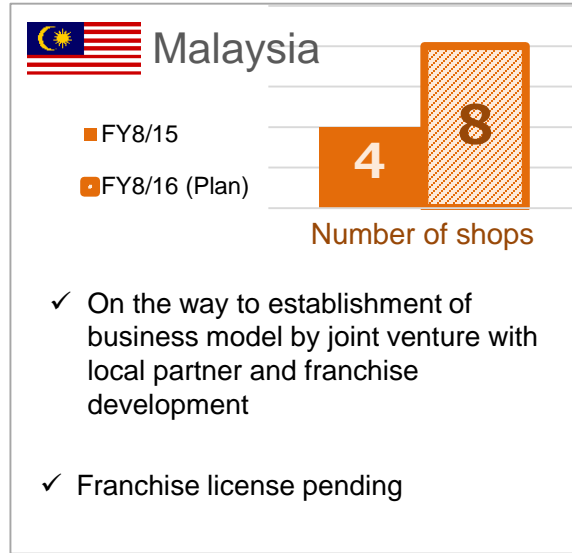 Malaysia
FY8/15
FY8/16 (Plan)
4
8
Number of shops
✓ On the way to establishment of
business model by joint venture with
local partner and franchise
development
✓ Franchise license pending